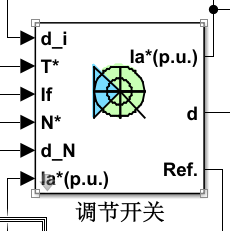 d_i
Ia*(p.u.)
T*
If
N*
d
d_N
Ref.
Ia*(p.u.)
调节开关